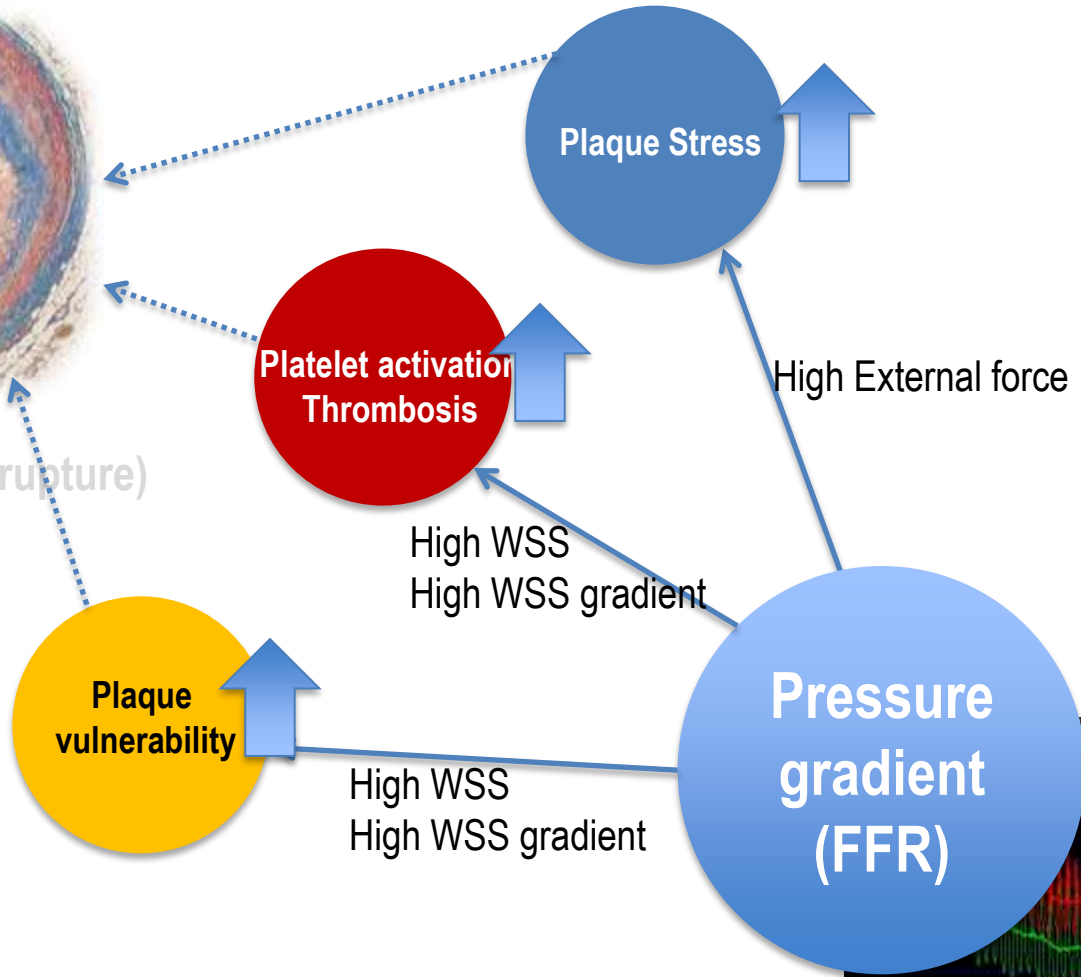 Plaque Stress
Platelet activation
Thrombosis
High External force
rupture)
High WSS
High WSS gradient
Plaque
vulnerability
High WSS
High WSS gradient
Pressure
gradient
(FFR)